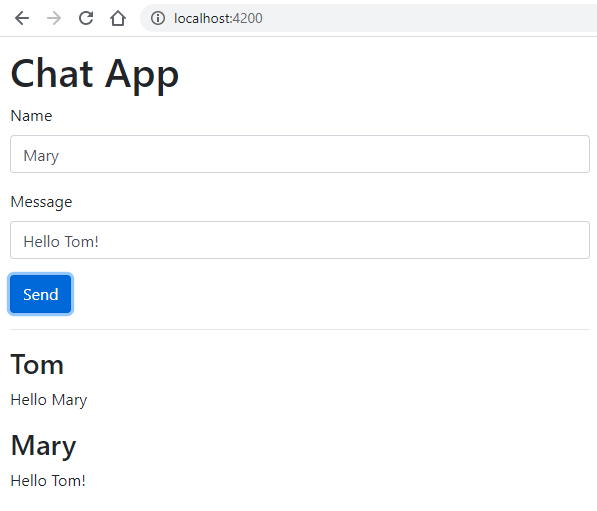 localhost:4200
Chat App
Name
Mary
Message
Hello Tom!
Send
Tom
Hello Mary
Mary
Hello Tom!